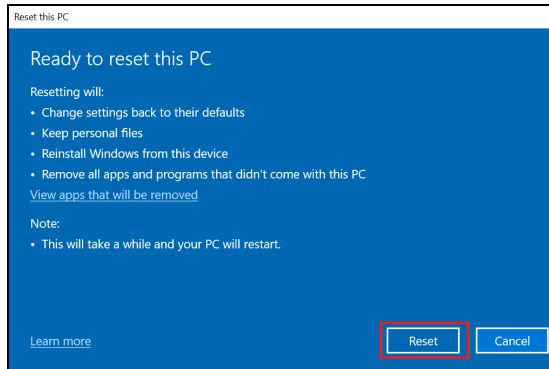 Reset this PC
Ready to reset this PC
Resetting will:
• Change settings back to their defaults
• Keep personal files
• Reinstall Windows from this device
• Remove all apps and programs that didn't come with this PC
View apps that will be removed
Note:
• This will take a while and your PC will restart.
Learn more
Reset
Cancel